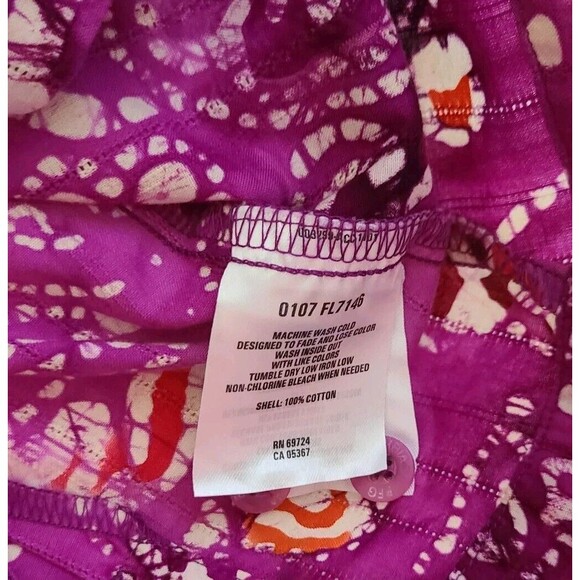 0107 FL7146
MACHINE WASH COLD
DESIGNED TO FADE AND LOSE COLOR
WASH INSIDE OUT
WITH LIKE COLORS
TUMBLE DRY LOW IRON LOW
NON-CHLORINE BLEACH WHEN NEEDED
SHELL: 100% COTTON
RN 69724
CA 05367